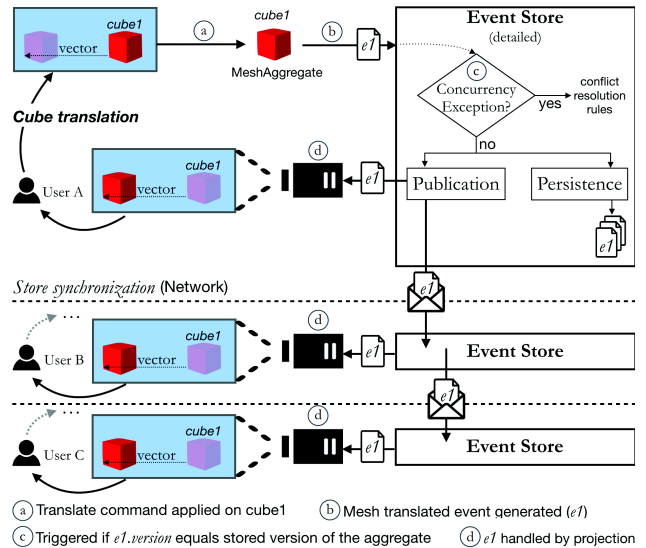 cube1
vector
a
cube1
MeshAggregate
b
e1
Event Store
(detailed)
c
Concurrency
Exception?
yes
conflict
resolution
rules
no
Cube translation
User A
cube1
vector
d
e1
Publication
Persistence
e1
e1
Store synchronization (Network)
...
User B
cube1
vector
d
e1
Event Store
e1
...
User C
cube1
vector
d
e1
Event Store
a Translate command applied on cube1
b Mesh translated event generated (e1)
c Triggered if e1.version equals stored version of the aggregate
d e1 handled by projection